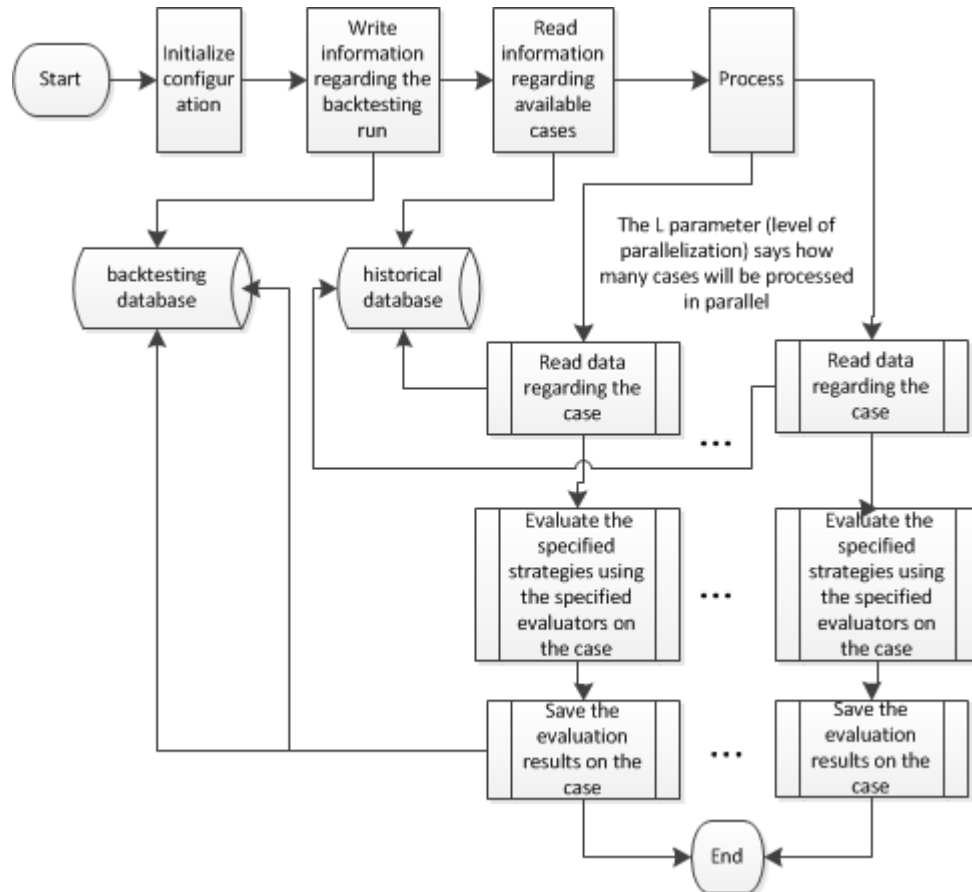 Start
Initialize
configur
ation
Write
information
regarding the
backtesting
run
Read
information
regarding
available
cases
Process
backtesting
database
historical
database
The L parameter (level of
parallelization) says how
many cases will be processed
in parallel
Read data
regarding the
case
...
Read data
regarding the
case
Evaluate the
specified
strategies using
the specified
evaluators on
the case
...
Evaluate the
specified
strategies using
the specified
evaluators on
the case
Save the
evaluation
results on the
case
...
Save the
evaluation
results on the
case
End